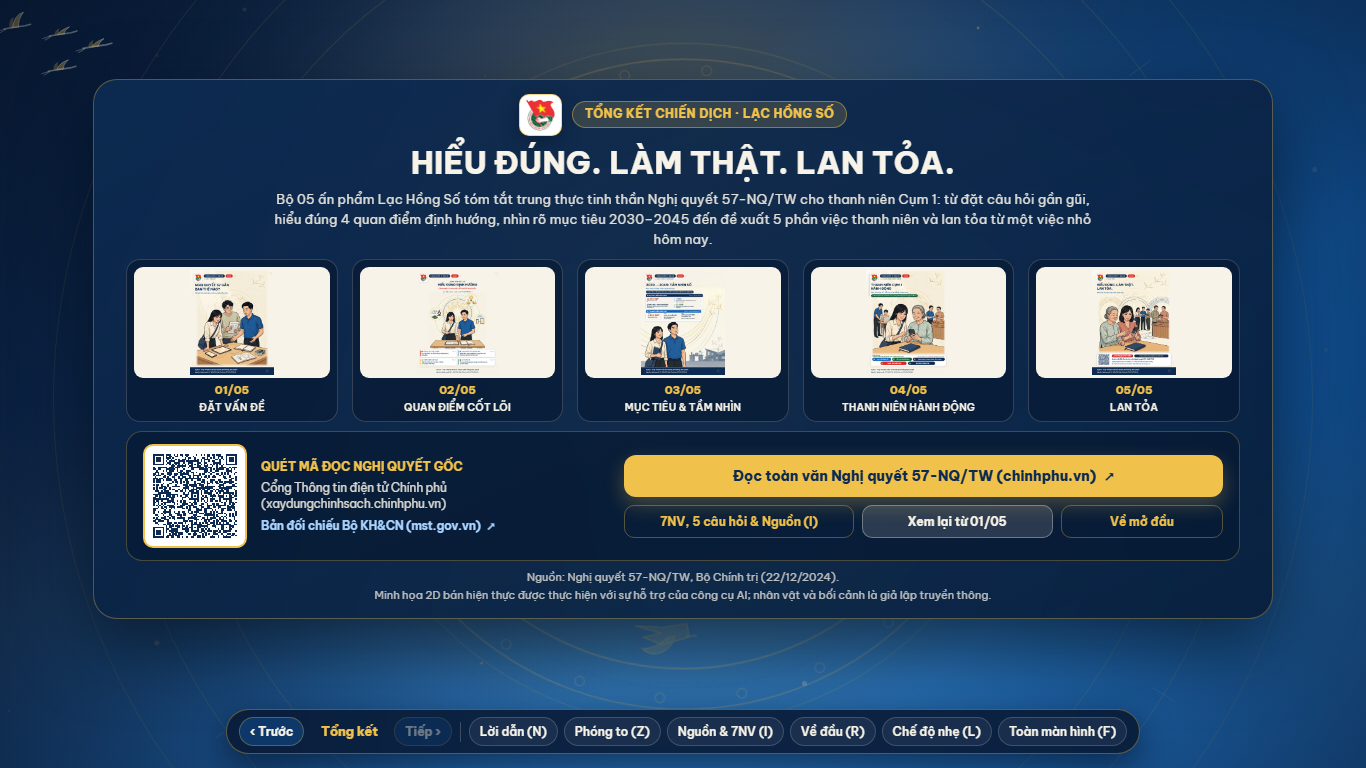 TỔNG KẾT CHIẾN DỊCH · LẠC HỒNG SỐ
HIỂU ĐÚNG. LÀM THẬT. LAN TỎA.
Bộ 05 ấn phẩm Lạc Hồng Số tóm tắt trung thực tinh thần Nghị quyết 57-NQ/TW cho thanh niên Cụm 1: từ đặt câu hỏi gần gũi,
hiểu đúng 4 quan điểm định hướng, nhìn rõ mục tiêu 2030–2045 đến đề xuất 5 phần việc thanh niên và lan tỏa từ một việc nhỏ
hôm nay.
01/05
ĐẶT VẤN ĐỀ
02/05
QUAN ĐIỂM CỐT LÕI
03/05
MỤC TIÊU & TẦM NHÌN
04/05
THANH NIÊN HÀNH ĐỘNG
05/05
LAN TỎA
QUÉT MÃ ĐỌC NGHỊ QUYẾT GỐC
Cổng Thông tin điện tử Chính phủ
(xaydungchinhsach.chinhphu.vn)
Bản đối chiếu Bộ KH&CN (mst.gov.vn) ↗
Đọc toàn văn Nghị quyết 57-NQ/TW (chinhphu.vn) ↗
7NV, 5 câu hỏi & Nguồn (I)
Xem lại từ 01/05
Về mở đầu
Nguồn: Nghị quyết 57-NQ/TW, Bộ Chính trị (22/12/2024).
Minh họa 2D bán hiện thực được thực hiện với sự hỗ trợ của công cụ AI; nhân vật và bối cảnh là giả lập truyền thông.
‹ Trước
Tổng kết
Tiếp ›
Lời dẫn (N)
Phóng to (Z)
Nguồn & 7NV (I)
Về đầu (R)
Chế độ nhẹ (L)
Toàn màn hình (F)